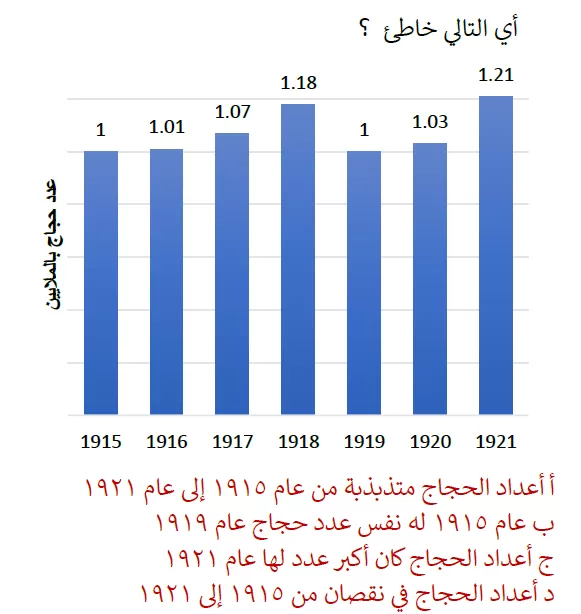 أي التالي خاطئ ؟
1.21
1.18
1.07
1.03
1.01
1
1
عدد حجاج بالملايين
1915 1916 1917 1918 1919 1920 1921
أ أعداد الحجاج متذبذبة من عام ١٩١٥ إلى عام ١٩٢١
ب عام ١٩١٥ له نفس عدد حجاج عام ١٩١٩
ج أعداد الحجاج كان أكبر عدد لها عام ١٩٢١
د أعداد الحجاج في نقصان من ١٩١٥ إلى ١٩٢١